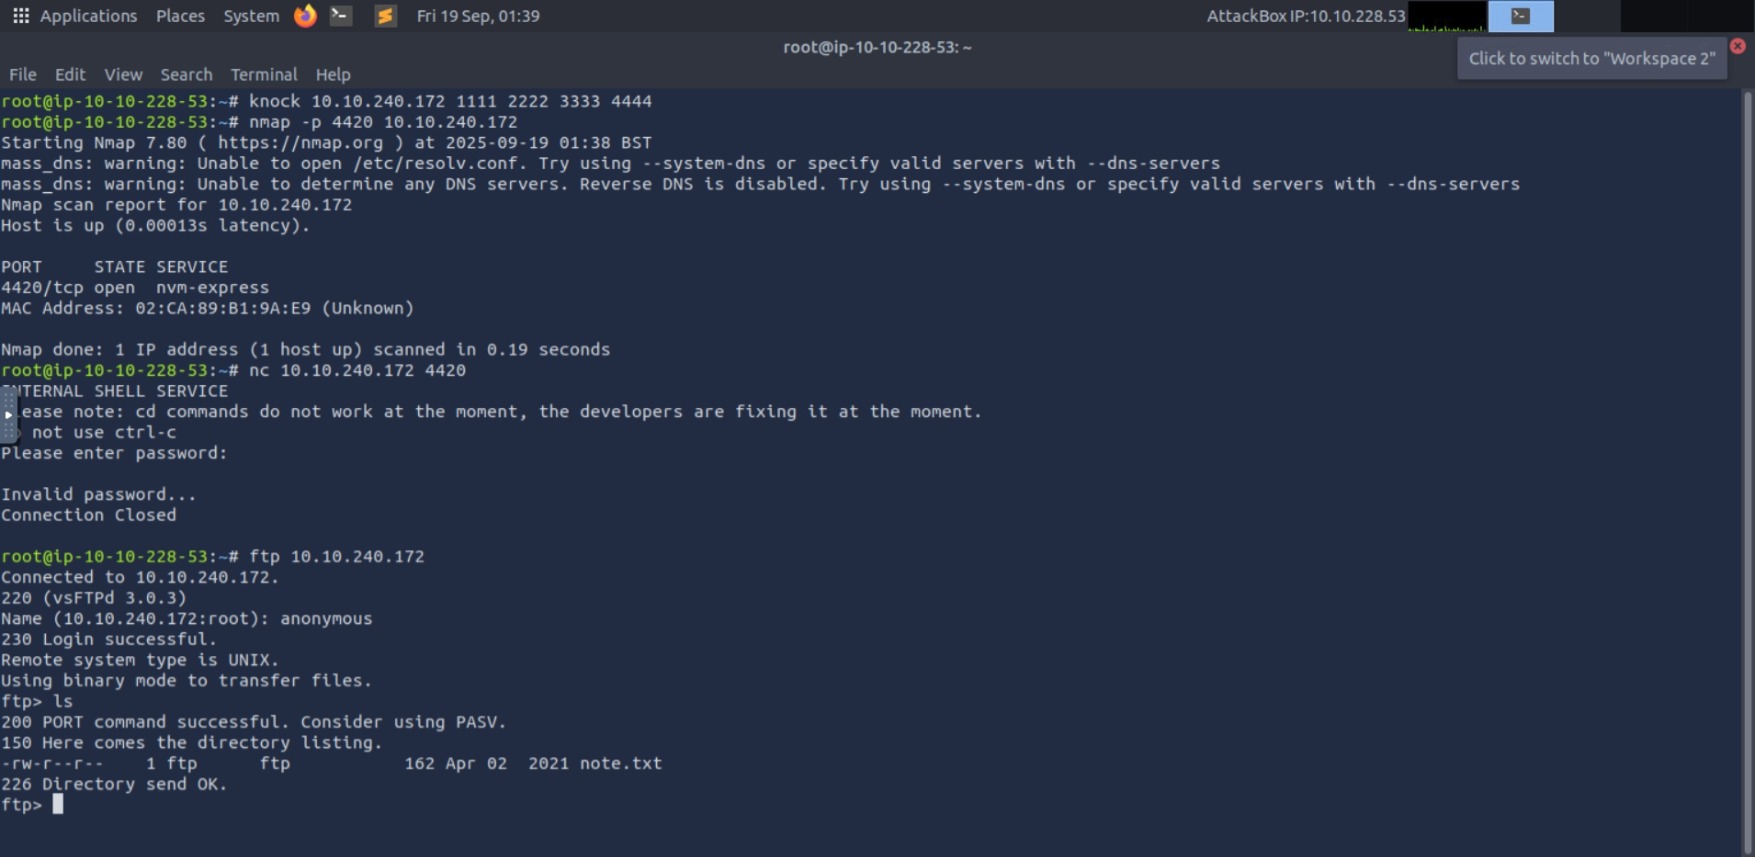 Applications Places System Fri 19 Sep, 01:39 AttackBox IP:10.10.228.53
root@ip-10-10-228-53: ~
Click to switch to "Workspace 2"
File Edit View Search Terminal Help
root@ip-10-10-228-53:~# knock 10.10.240.172 1111 2222 3333 4444
root@ip-10-10-228-53:~# nmap -p 4420 10.10.240.172
Starting Nmap 7.80 ( https://nmap.org ) at 2025-09-19 01:38 BST
mass_dns: warning: Unable to open /etc/resolv.conf. Try using --system-dns or specify valid servers with --dns-servers
mass_dns: warning: Unable to determine any DNS servers. Reverse DNS is disabled. Try using --system-dns or specify valid servers with --dns-servers
Nmap scan report for 10.10.240.172
Host is up (0.00013s latency).
PORT STATE SERVICE
4420/tcp open nvm-express
MAC Address: 02:CA:89:B1:9A:E9 (Unknown)
Nmap done: 1 IP address (1 host up) scanned in 0.19 seconds
root@ip-10-10-228-53:~# nc 10.10.240.172 4420
INTERNAL SHELL SERVICE
ease note: cd commands do not work at the moment, the developers are fixing it at the moment.
not use ctrl-c
Please enter password:
Invalid password...
Connection Closed
root@ip-10-10-228-53:~# ftp 10.10.240.172
Connected to 10.10.240.172.
220 (vsFTPd 3.0.3)
Name (10.10.240.172:root): anonymous
230 Login successful.
Remote system type is UNIX.
Using binary mode to transfer files.
ftp> ls
200 PORT command successful. Consider using PASV.
150 Here comes the directory listing.
-rw-r--r-- 1 ftp ftp 162 Apr 02 2021 note.txt
226 Directory send OK.
ftp>